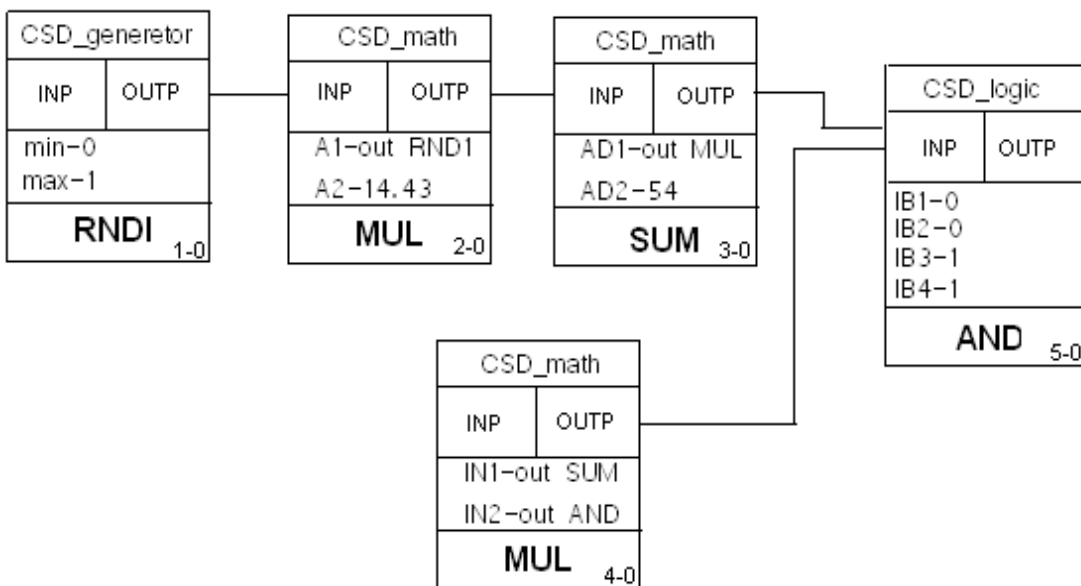 CSD_generetor
INP OUTP
min-0
max-1
RNDI 1-0
CSD_math
INP OUTP
A1-out RND1
A2-14.43
MUL 2-0
CSD_math
INP OUTP
AD1-out MUL
AD2-54
SUM 3-0
CSD_logic
INP OUTP
IB1-0
IB2-0
IB3-1
IB4-1
AND 5-0
CSD_math
INP OUTP
IN1-out SUM
IN2-out AND
MUL 4-0